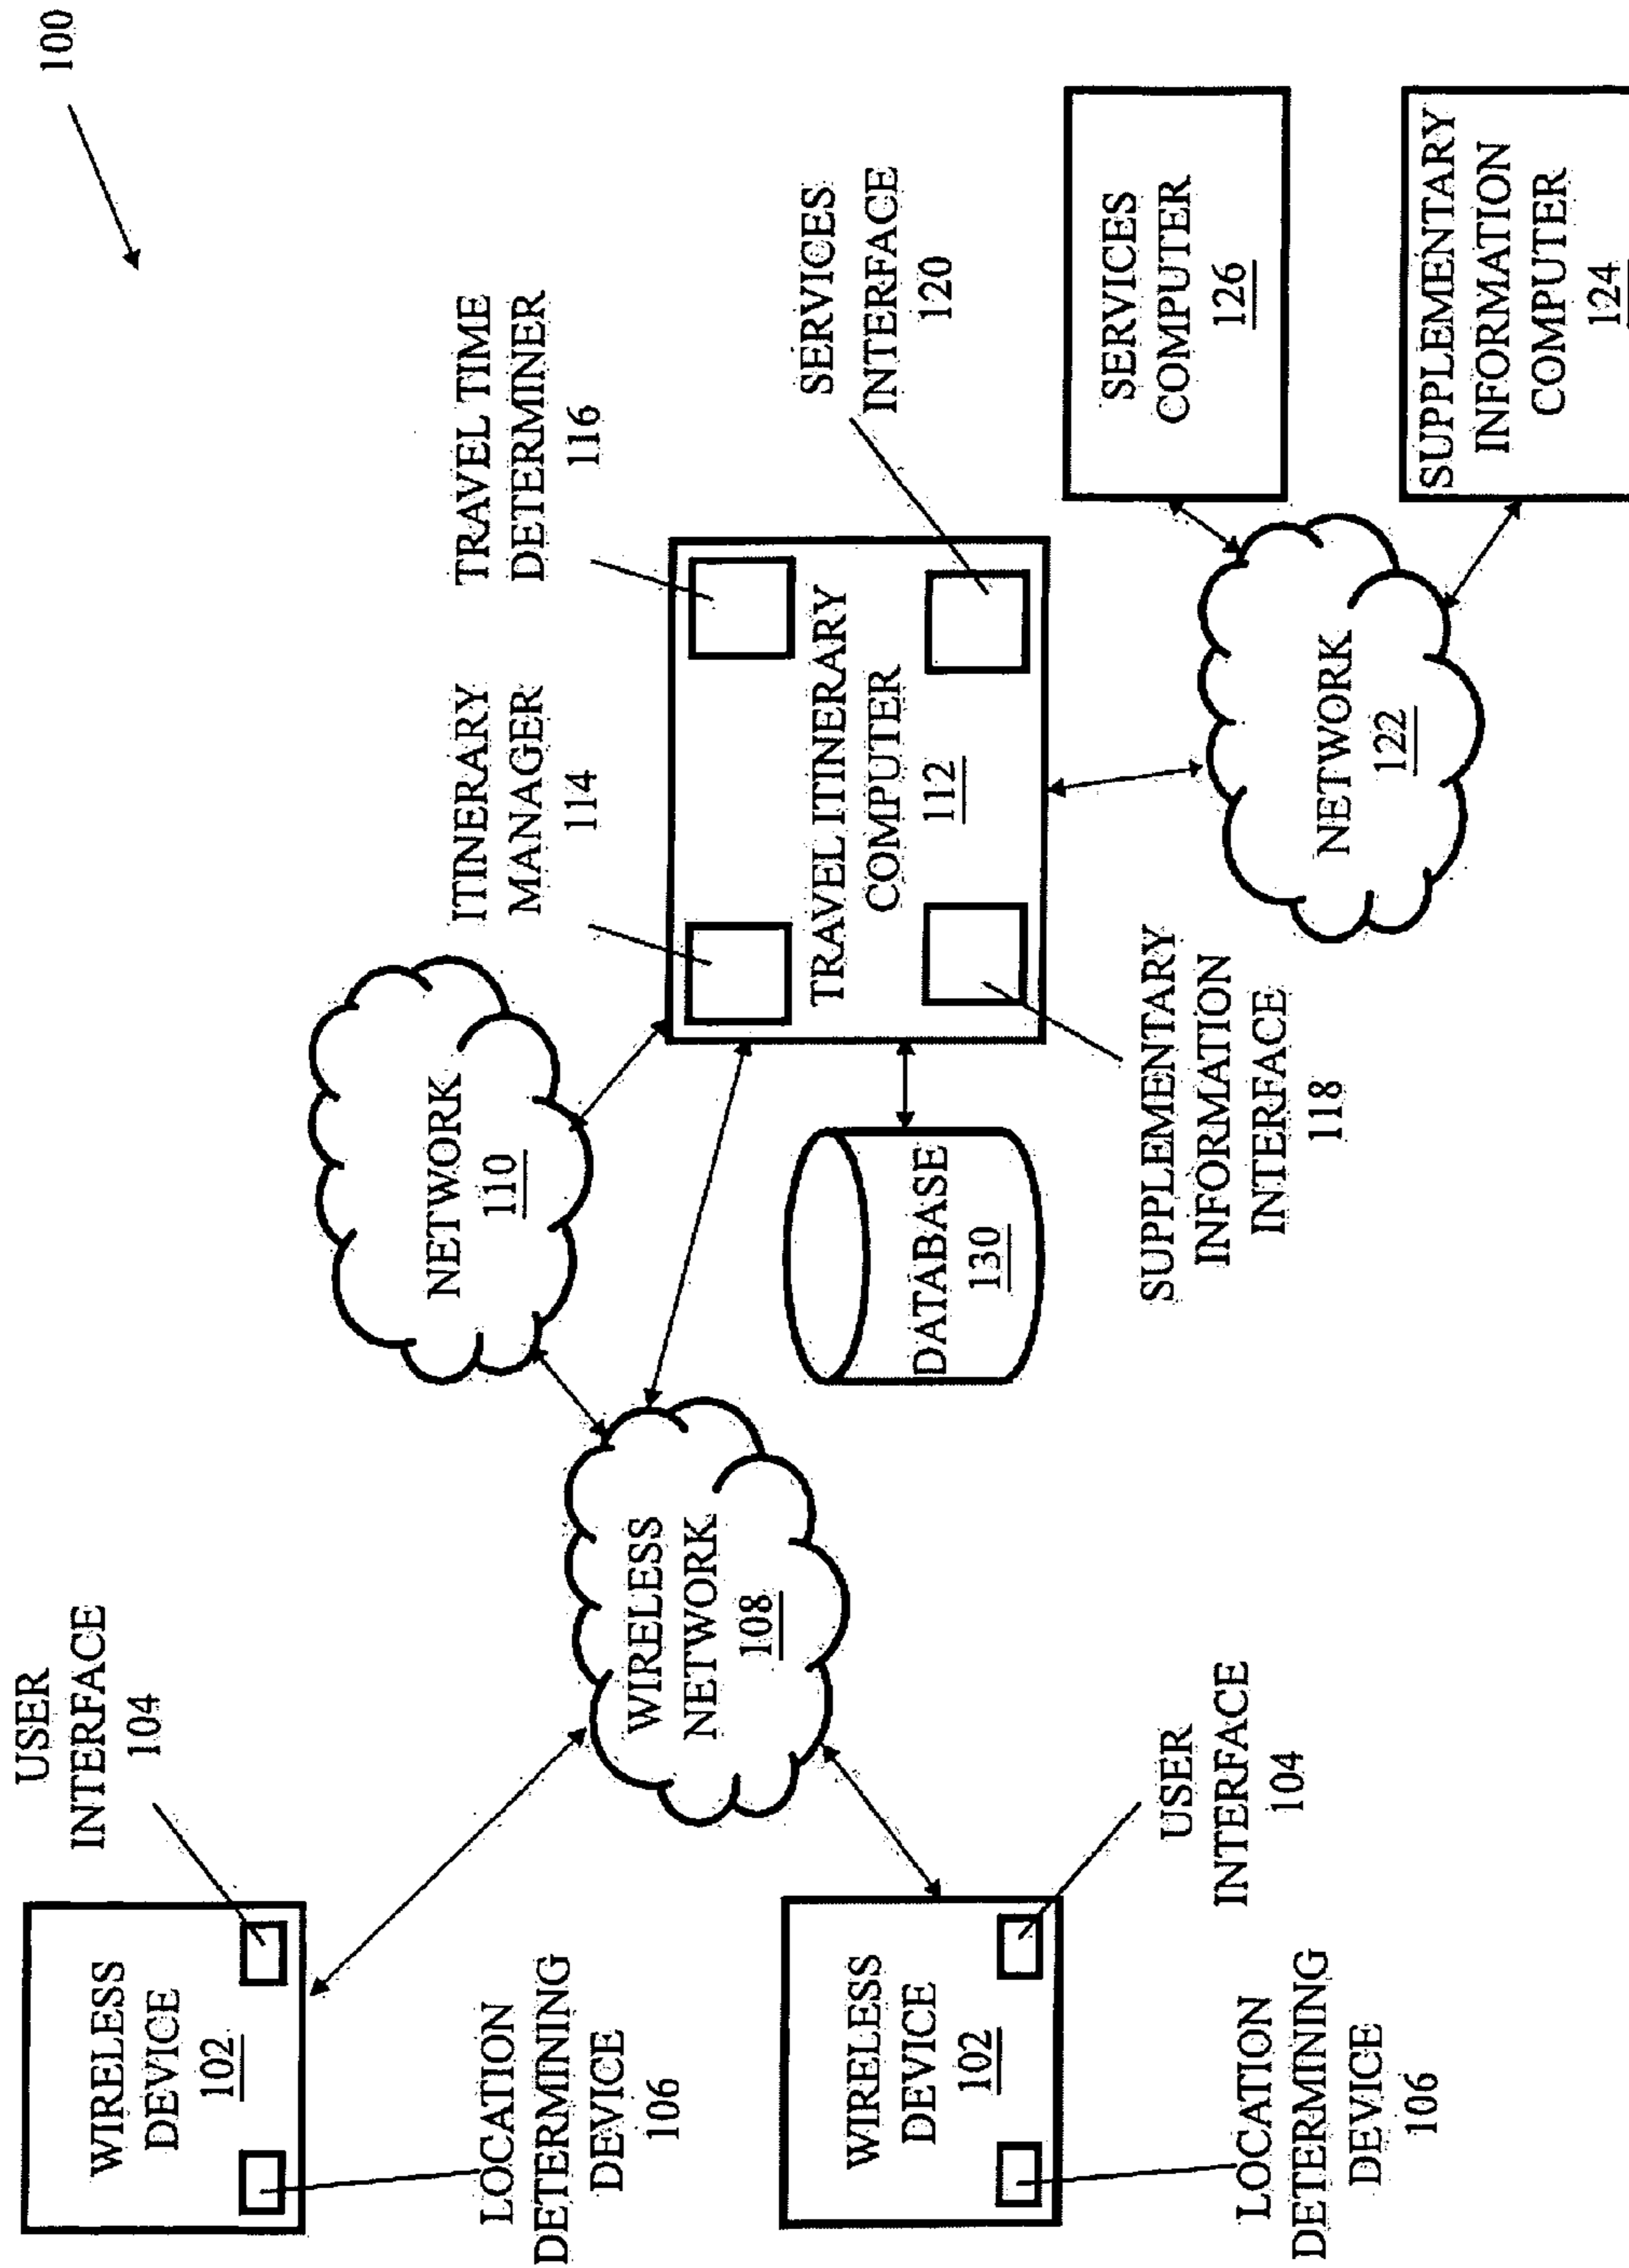 100
USER
INTERFACE
104
WIRELESS
DEVICE
102
LOCATION
DETERMINING
DEVICE
106
WIRELESS
DEVICE
102
USER
INTERFACE
104
LOCATION
DETERMINING
DEVICE
106
WIRELESS
NETWORK
108
NETWORK
110
ITINERARY
MANAGER
114
TRAVEL TIME
DETERMINER
116
TRAVEL ITINERARY
COMPUTER
112
DATABASE
130
SUPPLEMENTARY
INFORMATION
INTERFACE
118
SERVICES
INTERFACE
120
NETWORK
122
SERVICES
COMPUTER
126
SUPPLEMENTARY
INFORMATION
COMPUTER
124